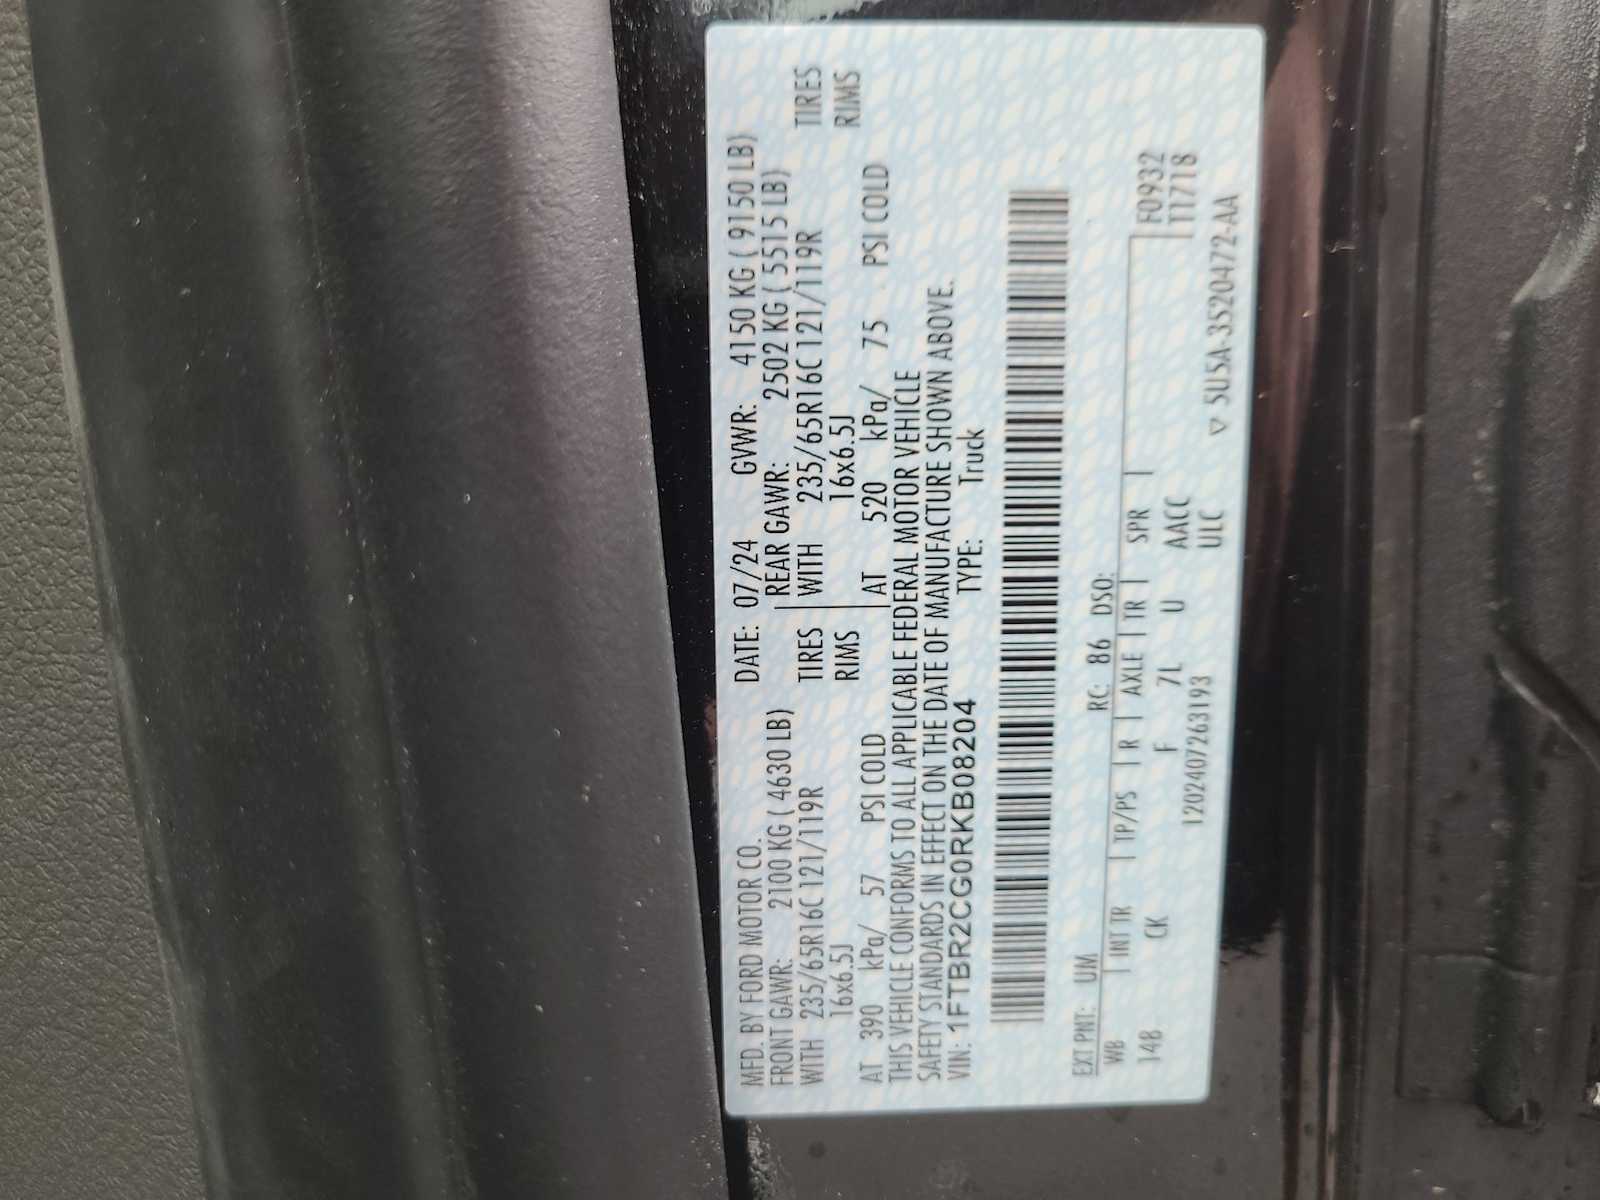 MFD. BY FORD MOTOR CO. DATE: 07/24 GVWR: 4150 KG ( 9150 LB)
FRONT GAWR: 2100 KG ( 4630 LB) REAR GAWR: 2502 KG ( 5515 LB)
WITH 235/65R16C 121/119R TIRES WITH 235/65R16C 121/119R TIRES
16x6.5J RIMS 16x6.5J RIMS
AT 390 kPa/ 57 PSI COLD AT 520 kPa/ 75 PSI COLD
THIS VEHICLE CONFORMS TO ALL APPLICABLE FEDERAL MOTOR VEHICLE
SAFETY STANDARDS IN EFFECT ON THE DATE OF MANUFACTURE SHOWN ABOVE.
VIN: 1FTBR2CG0RKB08204 TYPE: Truck
EXT PNT: UM RC: 86 DSO:
WB INT TR TP/PS R AXLE TR SPR F0932
148 CK F 7L U AACC T1718
1202407263193 ULC
▽ 5U5A-3520472-AA